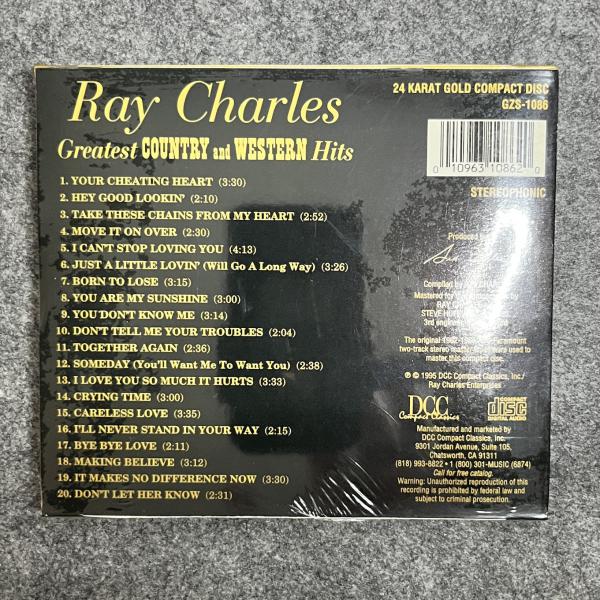 Ray Charles
Greatest COUNTRY and WESTERN Hits
1. YOUR CHEATING HEART (3:30)
2. HEY GOOD LOOKIN' (2:10)
3. TAKE THESE CHAINS FROM MY HEART (2:52)
4. MOVE IT ON OVER (2:30)
5. I CAN'T STOP LOVING YOU (4:13)
6. JUST A LITTLE LOVIN' (Will Go A Long Way) (3:26)
7. BORN TO LOSE (3:15)
8. YOU ARE MY SUNSHINE (3:00)
9. YOU DON'T KNOW ME (3:14)
10. DON'T TELL ME YOUR TROUBLES (2:04)
11. TOGETHER AGAIN (2:36)
12. SOMEDAY (You'll Want Me To Want You) (2:38)
13. I LOVE YOU SO MUCH IT HURTS (3:33)
14. CRYING TIME (3:00)
15. CARELESS LOVE (3:35)
16. I'LL NEVER STAND IN YOUR WAY (2:15)
17. BYE BYE LOVE (2:11)
18. MAKING BELIEVE (3:12)
19. IT MAKES NO DIFFERENCE NOW (3:30)
20. DON'T LET HER KNOW (2:31)
24 KARAT GOLD COMPACT DISC
GZS-1086
0 10963 10862 0
STEREOPHONIC
Produced
Compiled
Mastered for
RAY
STEVE
3rd engineer
The original Paramount
two-track stereo master used to
master this compact disc.
℗ © 1995 DCC Compact Classics, Inc./
Ray Charles Enterprises
DCC
Compact Classics
COMPACT
disc
DIGITAL AUDIO
Manufactured and marketed by
DCC Compact Classics, Inc.
9301 Jordan Avenue, Suite 105,
Chatsworth, CA 91311
(818) 993-8822 • 1 (800) 301-MUSIC (6874)
Call for free catalog.
Warning: Unauthorized reproduction of this
recording is prohibited by federal law and
subject to criminal prosecution.